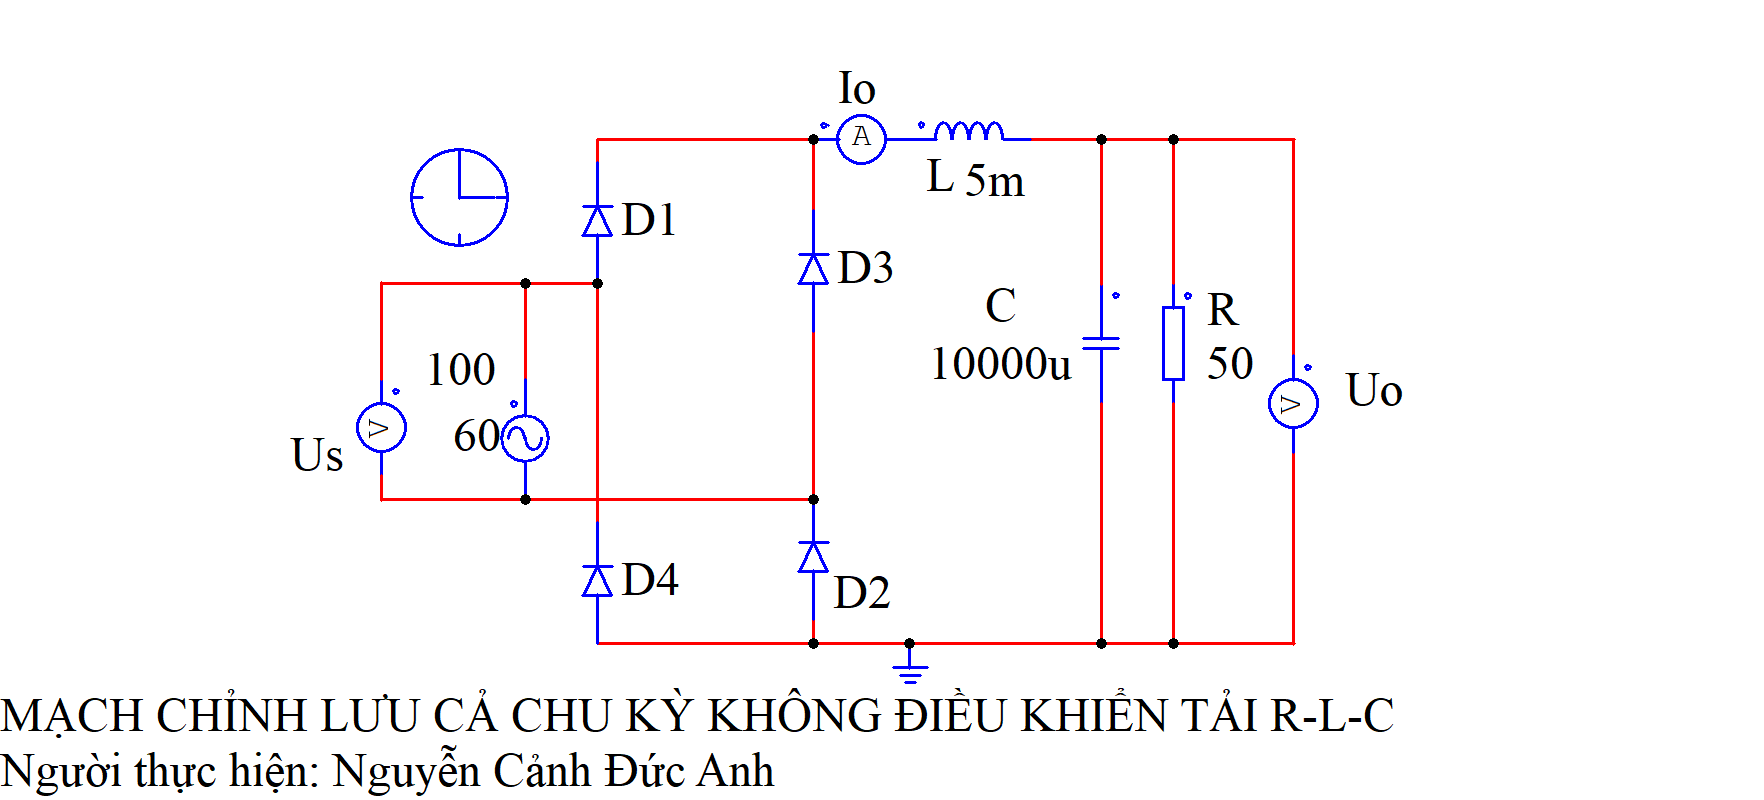 Io
A
L 5m
D1
D3
C
10000u
R
50
100
60
V
Us
V
Uo
D4
D2
MẠCH CHỈNH LƯU CẢ CHU KỲ KHÔNG ĐIỀU KHIỂN TẢI R-L-C
Người thực hiện: Nguyễn Cảnh Đức Anh